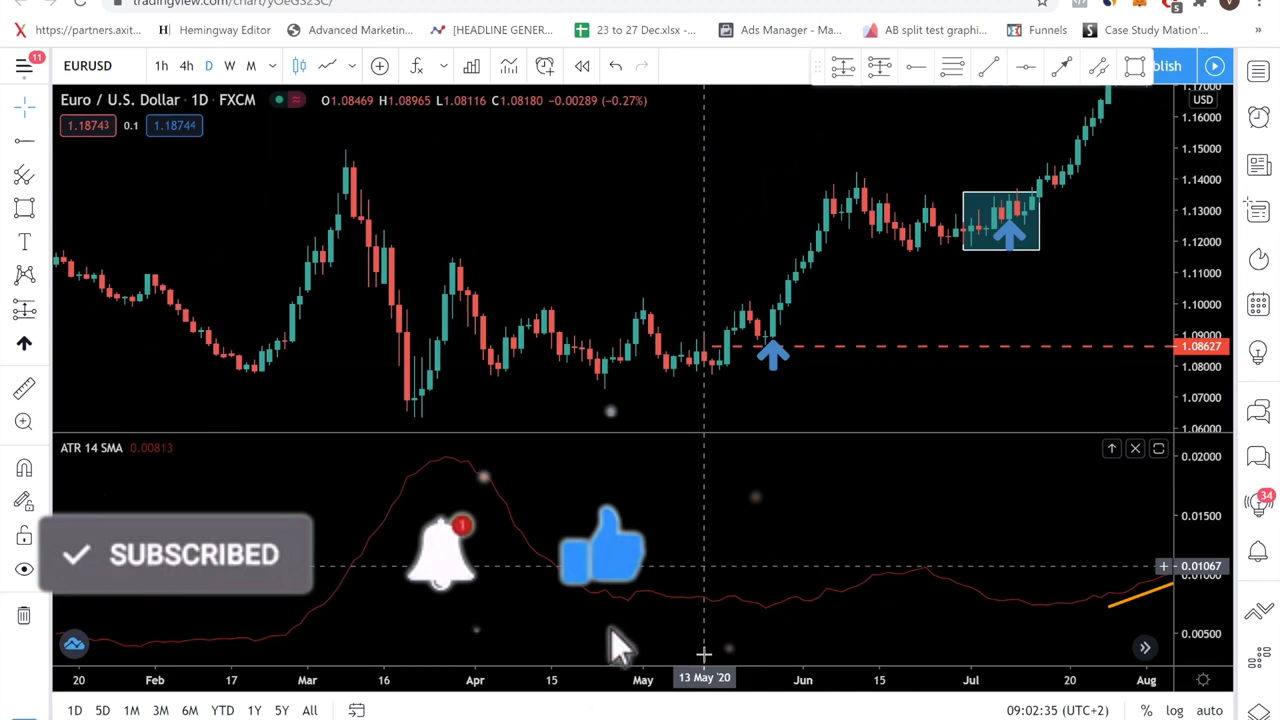 tradingview.com/chart/yOeG3Z3C/
5
V
https://partners.axit...
Hemingway Editor
Advanced Marketin...
[HEADLINE GENER...
23 to 27 Dec.xlsx -...
Ads Manager - Ma...
AB split test graphi...
Funnels
Case Study Mation'...
»
11
EURUSD
1h 4h D W M
blish
Euro / U.S. Dollar · 1D · FXCM
O1.08469 H1.08965 L1.08116 C1.08180 −0.00289 (−0.27%)
1.18743 0.1 1.18744
1.17000
USD
1.16000
1.15000
1.14000
1.13000
1.12000
1.11000
1.10000
1.09000
1.08627
1.08000
1.07000
1.06000
ATR 14 SMA 0.00813
0.02000
34
0.01500
1
SUBSCRIBED
0.01067
0.01000
0.00500
20 Feb 17 Mar 16 Apr 15 May 13 May '20 Jun 15 Jul 20 Aug
1D 5D 1M 3M 6M YTD 1Y 5Y All
09:02:35 (UTC+2) % log auto